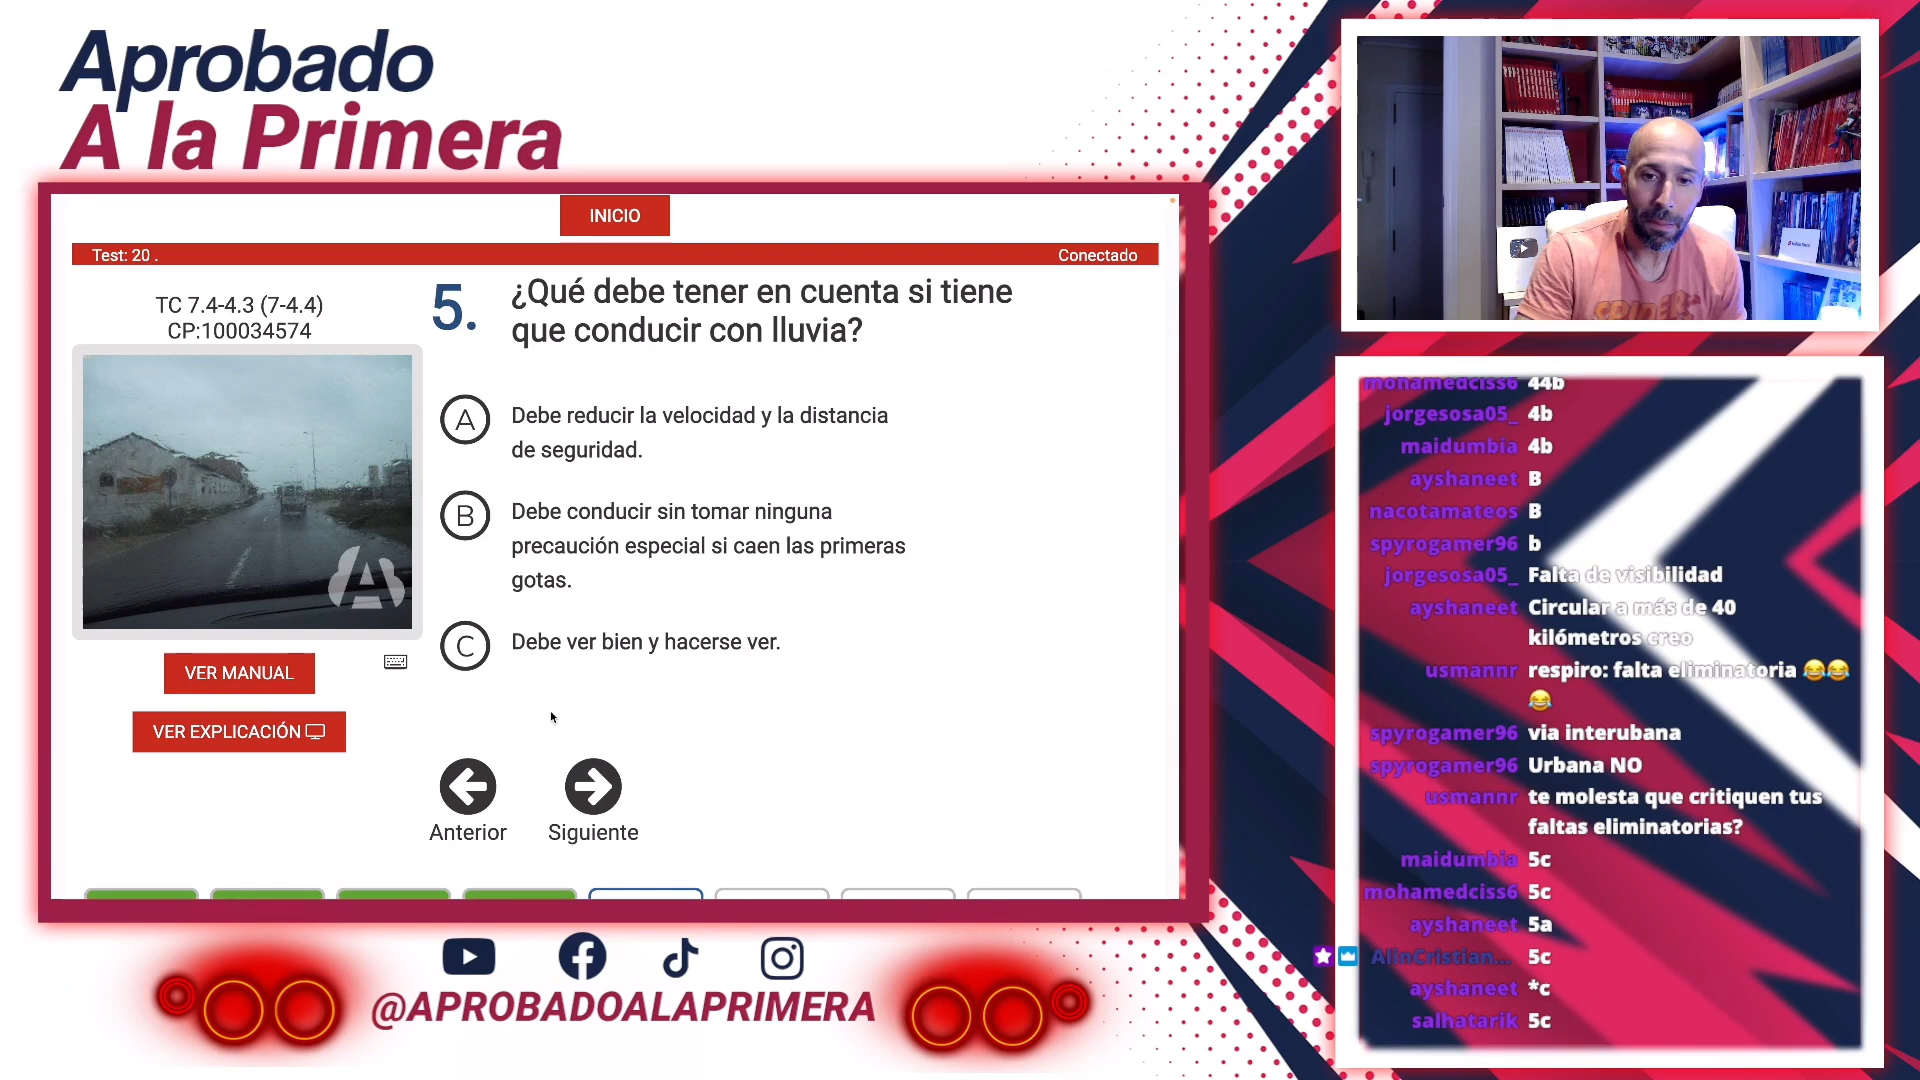 Aprobado
A la Primera
INICIO
Test: 20 .
Conectado
TC 7.4-4.3 (7-4.4)
CP:100034574
5.
¿Qué debe tener en cuenta si tiene
que conducir con lluvia?
A
Debe reducir la velocidad y la distancia
de seguridad.
B
Debe conducir sin tomar ninguna
precaución especial si caen las primeras
gotas.
C
Debe ver bien y hacerse ver.
VER MANUAL
VER EXPLICACIÓN
Anterior
Siguiente
@APROBADOALAPRIMERA
mohamedciss6 44b
jorgesosa05_ 4b
maidumbia 4b
ayshaneet B
nacotamateos B
spyrogamer96 b
jorgesosa05_ Falta de visibilidad
ayshaneet Circular a más de 40
kilómetros creo
usmannr respiro: falta eliminatoria 😂😂
😂
spyrogamer96 via interubana
spyrogamer96 Urbana NO
usmannr te molesta que critiquen tus
faltas eliminatorias?
maidumbia 5c
mohamedciss6 5c
ayshaneet 5a
AlinCristian... 5c
ayshaneet *c
salhatarik 5c